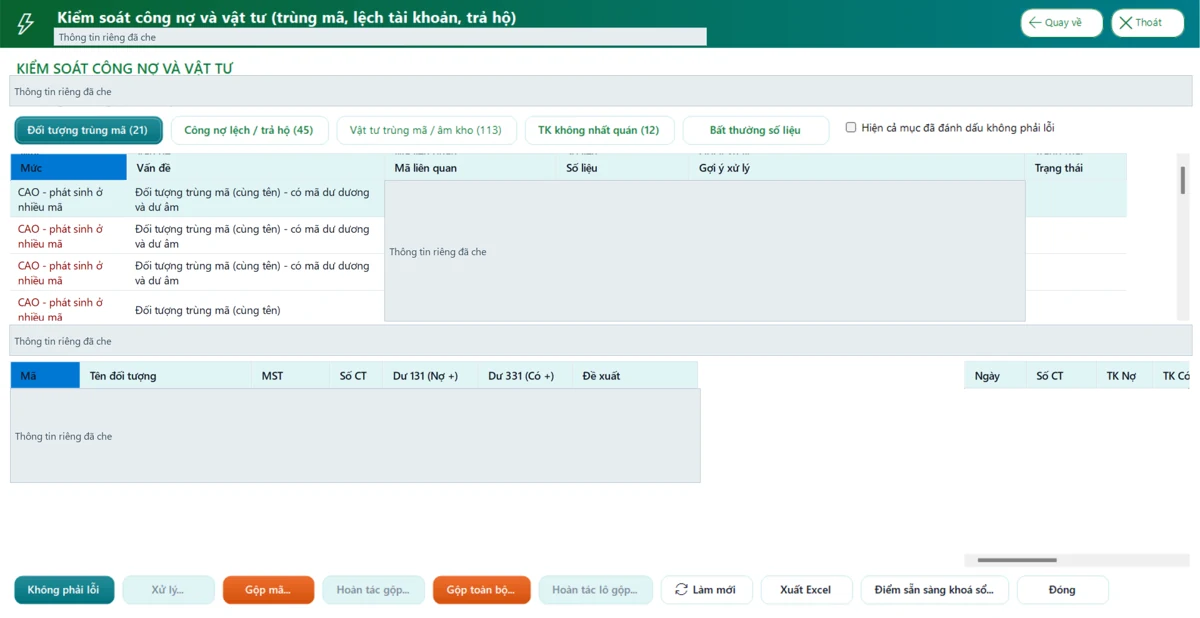 Kiểm soát công nợ và vật tư (trùng mã, lệch tài khoản, trả hộ)
Thông tin riêng đã che
Quay về
Thoát
KIỂM SOÁT CÔNG NỢ VÀ VẬT TƯ
Thông tin riêng đã che
Đối tượng trùng mã (21)
Công nợ lệch / trả hộ (45)
Vật tư trùng mã / âm kho (113)
TK không nhất quán (12)
Bất thường số liệu
Hiện cả mục đã đánh dấu không phải lỗi
Mức Vấn đề Mã liên quan Số liệu Gợi ý xử lý Trạng thái
CAO - phát sinh ở Đối tượng trùng mã (cùng tên) - có mã dư dương
nhiều mã và dư âm
CAO - phát sinh ở Đối tượng trùng mã (cùng tên) - có mã dư dương
nhiều mã và dư âm
Thông tin riêng đã che
CAO - phát sinh ở Đối tượng trùng mã (cùng tên) - có mã dư dương
nhiều mã và dư âm
CAO - phát sinh ở Đối tượng trùng mã (cùng tên)
nhiều mã
Thông tin riêng đã che
Mã Tên đối tượng MST Số CT Dư 131 (Nợ +) Dư 331 (Có +) Đề xuất
Ngày Số CT TK Nợ TK Có
Thông tin riêng đã che
Không phải lỗi
Xử lý...
Gộp mã...
Hoàn tác gộp...
Gộp toàn bộ...
Hoàn tác lô gộp...
Làm mới
Xuất Excel
Điểm sẵn sàng khoá sổ...
Đóng